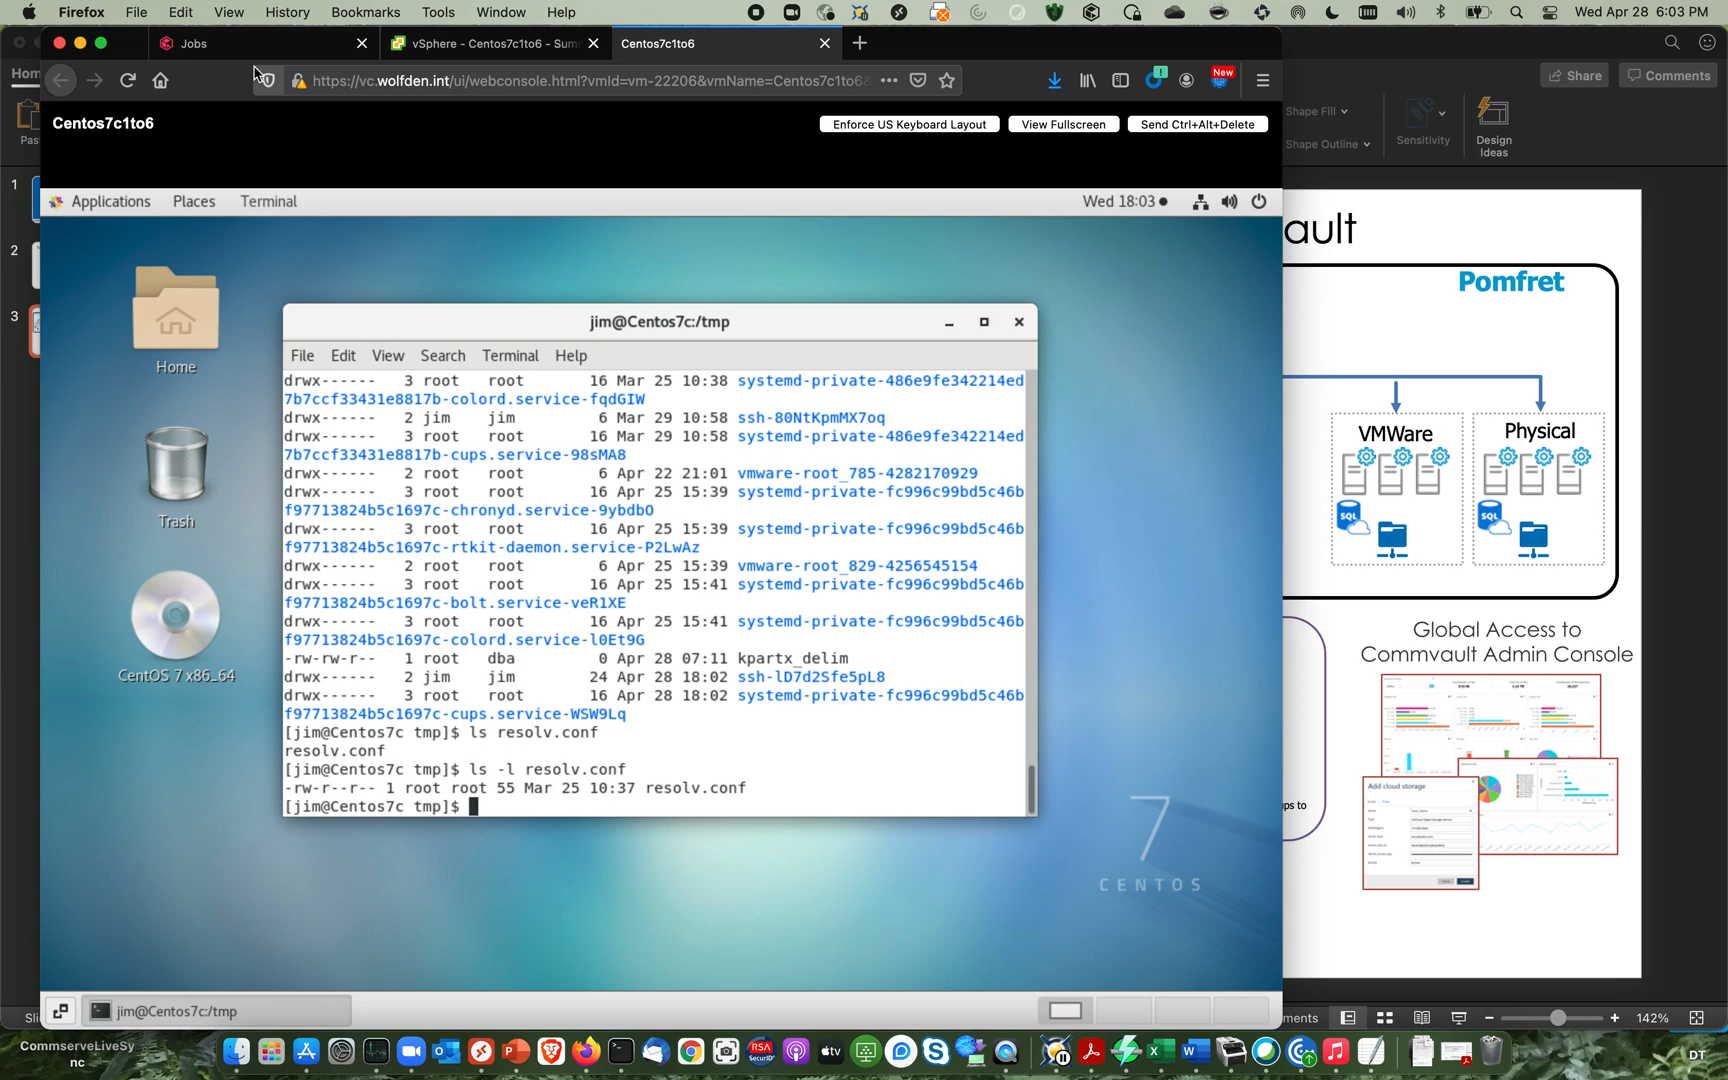 Firefox File Edit View History Bookmarks Tools Window Help
Wed Apr 28 6:03 PM
Jobs
vSphere - Centos7c1to6 - Sum
Centos7c1to6
https://vc.wolfden.int/ui/webconsole.html?vmId=vm-22206&vmName=Centos7c1to6&
New
Centos7c1to6
Enforce US Keyboard Layout
View Fullscreen
Send Ctrl+Alt+Delete
Applications Places Terminal
Wed 18:03
Home
Trash
CentOS 7 x86_64
jim@Centos7c:/tmp
File Edit View Search Terminal Help
drwx------ 3 root root 16 Mar 25 10:38 systemd-private-486e9fe342214ed
7b7ccf33431e8817b-colord.service-fqdGIW
drwx------ 2 jim jim 6 Mar 29 10:58 ssh-80NtKpmMX7oq
drwx------ 3 root root 16 Mar 29 10:58 systemd-private-486e9fe342214ed
7b7ccf33431e8817b-cups.service-98sMA8
drwx------ 2 root root 6 Apr 22 21:01 vmware-root_785-4282170929
drwx------ 3 root root 16 Apr 25 15:39 systemd-private-fc996c99bd5c46b
f97713824b5c1697c-chronyd.service-9ybdbO
drwx------ 3 root root 16 Apr 25 15:39 systemd-private-fc996c99bd5c46b
f97713824b5c1697c-rtkit-daemon.service-P2LwAz
drwx------ 2 root root 6 Apr 25 15:39 vmware-root_829-4256545154
drwx------ 3 root root 16 Apr 25 15:41 systemd-private-fc996c99bd5c46b
f97713824b5c1697c-bolt.service-veR1XE
drwx------ 3 root root 16 Apr 25 15:41 systemd-private-fc996c99bd5c46b
f97713824b5c1697c-colord.service-l0Et9G
-rw-rw-r-- 1 root dba 0 Apr 28 07:11 kpartx_delim
drwx------ 2 jim jim 24 Apr 28 18:02 ssh-lD7d2Sfe5pL8
drwx------ 3 root root 16 Apr 28 18:02 systemd-private-fc996c99bd5c46b
f97713824b5c1697c-cups.service-WSW9Lq
[jim@Centos7c tmp]$ ls resolv.conf
resolv.conf
[jim@Centos7c tmp]$ ls -l resolv.conf
-rw-r--r-- 1 root root 55 Mar 25 10:37 resolv.conf
[jim@Centos7c tmp]$
7
CENTOS
jim@Centos7c:/tmp
Hom
Pas
1
2
3
Share
Comments
Shape Fill
Shape Outline
Sensitivity
Design
Ideas
ault
Pomfret
VMWare
Physical
SQL
SQL
Global Access to
Commvault Admin Console
ps to
Add cloud storage
Sli
ments
142%
CommserveLiveSy
nc
RSA
SecurID
tv
DT